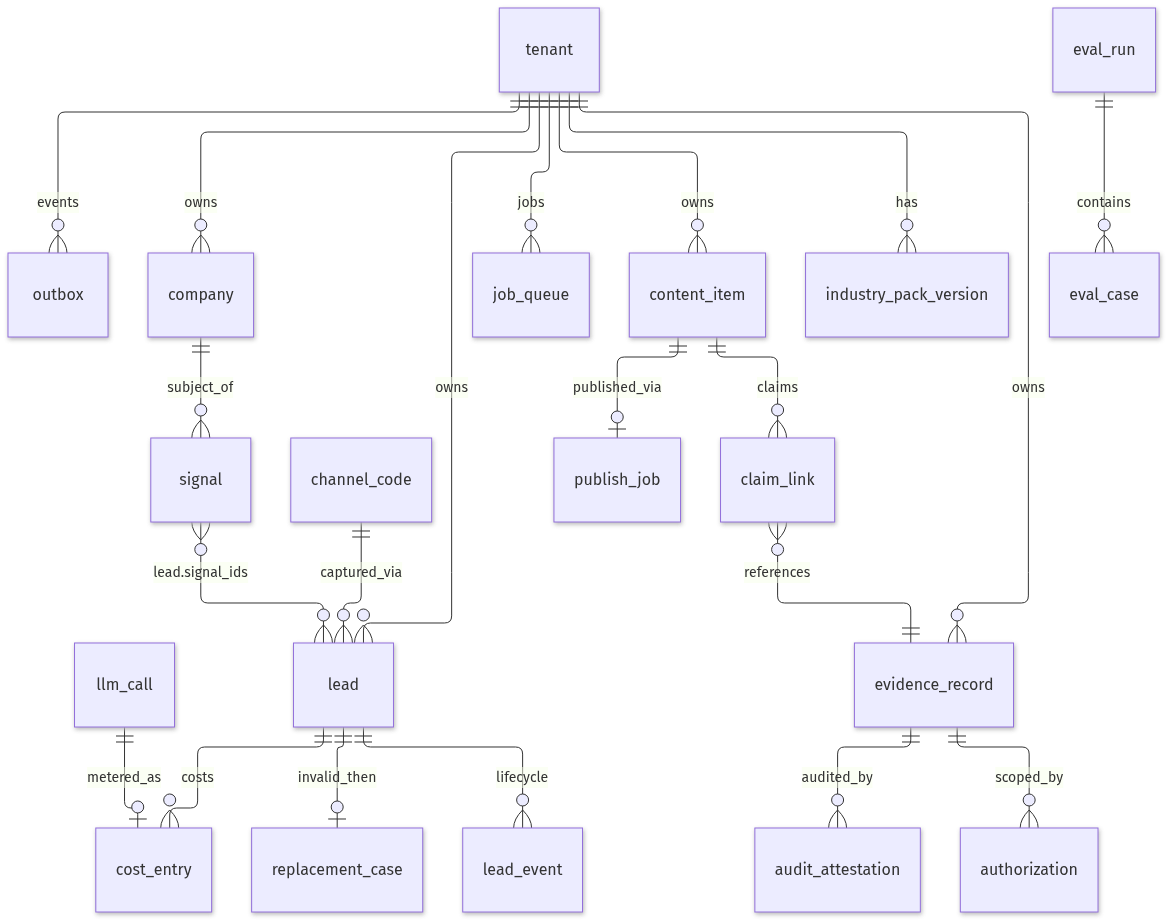 tenant
eval_run
events
owns
jobs
owns
has
contains
outbox
company
job_queue
content_item
industry_pack_version
eval_case
subject_of
owns
published_via
claims
owns
signal
channel_code
publish_job
claim_link
lead.signal_ids
captured_via
references
llm_call
lead
evidence_record
metered_as
costs
invalid_then
lifecycle
audited_by
scoped_by
cost_entry
replacement_case
lead_event
audit_attestation
authorization